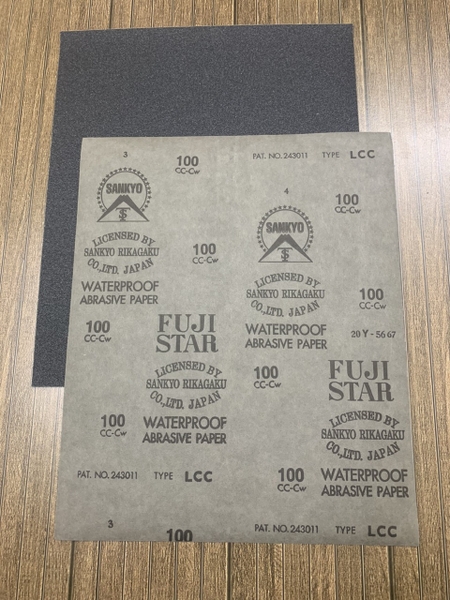 3
100
CC-Cw
PAT. NO. 243011 TYPE LCC
SANKYO
4
100
CC-Cw
SANKYO
LICENSED BY
SANKYO RIKAGAKU
CO.,LTD. JAPAN
100
CC-Cw
WATERPROOF
ABRASIVE PAPER
LICENSED BY
SANKYO RIKAGAKU
CO.,LTD. JAPAN
100
CC-Cw
100
CC-Cw
FUJI
STAR
WATERPROOF
ABRASIVE PAPER
20Y-5667
LICENSED BY
SANKYO RIKAGAKU
CO.,LTD. JAPAN
100
CC-Cw
FUJI
STAR
100
CC-Cw
WATERPROOF
ABRASIVE PAPER
LICENSED BY
SANKYO RIKAGAKU
CO.,LTD. JAPAN
PAT. NO. 243011 TYPE LCC
100
CC-Cw
WATERPROOF
ABRASIVE PAPER
3
100
PAT. NO. 243011 TYPE LCC